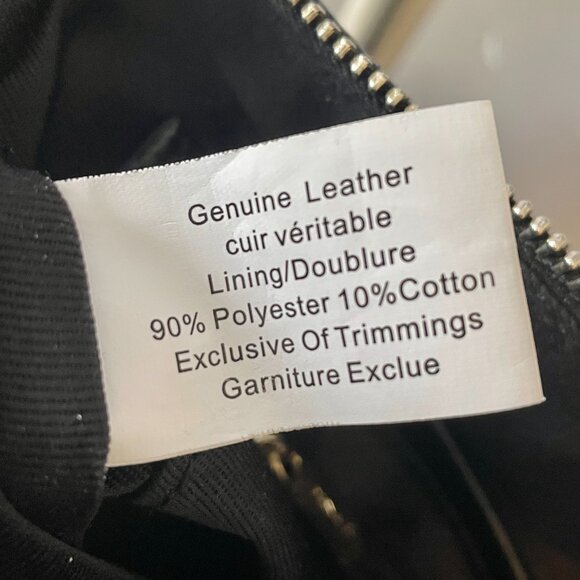 Genuine Leather
cuir véritable
Lining/Doublure
90% Polyester 10%Cotton
Exclusive Of Trimmings
Garniture Exclue